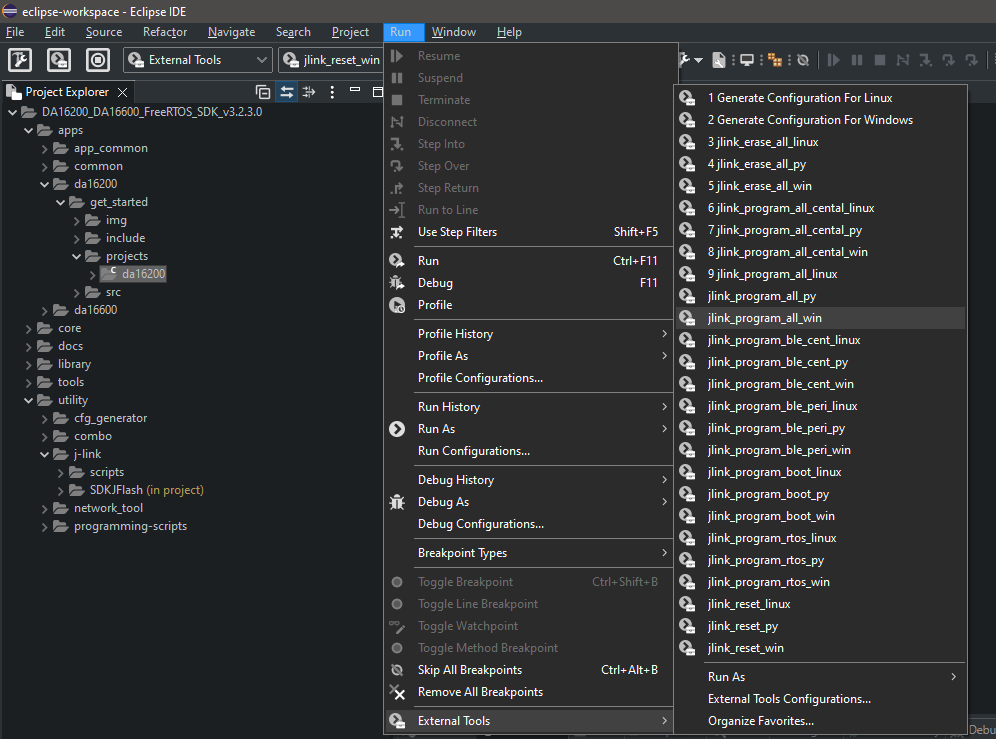 eclipse-workspace - Eclipse IDE
File Edit Source Refactor Navigate Search Project Run Window Help
External Tools jlink_reset_win
Project Explorer
DA16200_DA16600_FreeRTOS_SDK_v3.2.3.0
apps
app_common
common
da16200
get_started
img
include
projects
da16200
src
da16600
core
docs
library
tools
utility
cfg_generator
combo
j-link
scripts
SDKJFlash (in project)
network_tool
programming-scripts
Resume
Suspend
Terminate
Disconnect
Step Into
Step Over
Step Return
Run to Line
Use Step Filters Shift+F5
Run Ctrl+F11
Debug F11
Profile
Profile History
Profile As
Profile Configurations...
Run History
Run As
Run Configurations...
Debug History
Debug As
Debug Configurations...
Breakpoint Types
Toggle Breakpoint Ctrl+Shift+B
Toggle Line Breakpoint
Toggle Watchpoint
Toggle Method Breakpoint
Skip All Breakpoints Ctrl+Alt+B
Remove All Breakpoints
External Tools
1 Generate Configuration For Linux
2 Generate Configuration For Windows
3 jlink_erase_all_linux
4 jlink_erase_all_py
5 jlink_erase_all_win
6 jlink_program_all_cental_linux
7 jlink_program_all_cental_py
8 jlink_program_all_cental_win
9 jlink_program_all_linux
jlink_program_all_py
jlink_program_all_win
jlink_program_ble_cent_linux
jlink_program_ble_cent_py
jlink_program_ble_cent_win
jlink_program_ble_peri_linux
jlink_program_ble_peri_py
jlink_program_ble_peri_win
jlink_program_boot_linux
jlink_program_boot_py
jlink_program_boot_win
jlink_program_rtos_linux
jlink_program_rtos_py
jlink_program_rtos_win
jlink_reset_linux
jlink_reset_py
jlink_reset_win
Run As
External Tools Configurations...
Organize Favorites...
Debu